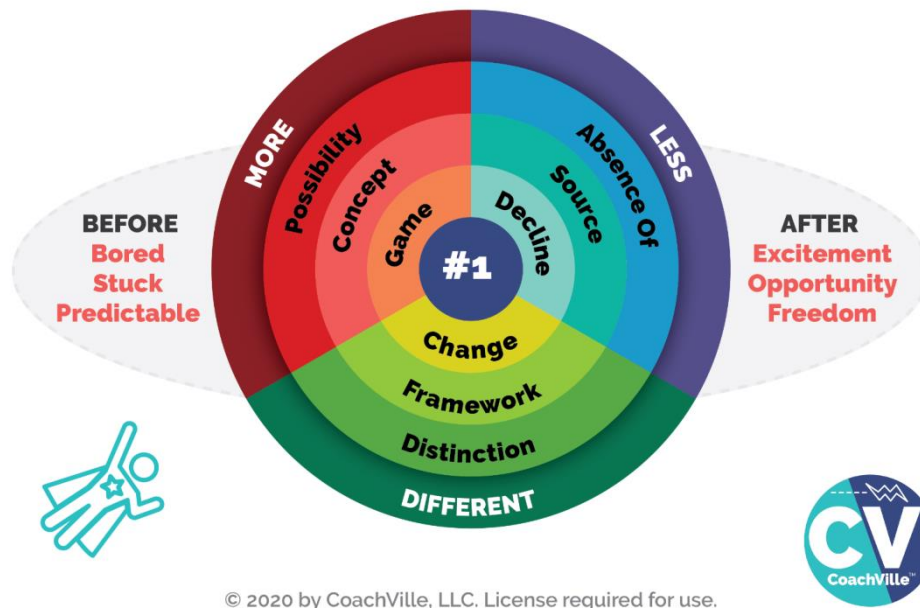 MORE
Possibility
Concept
Game
LESS
Absence Of
Source
Decline
#1
BEFORE
Bored
Stuck
Predictable
AFTER
Excitement
Opportunity
Freedom
Change
Framework
Distinction
DIFFERENT
CV
CoachVille™
© 2020 by CoachVille, LLC. License required for use.